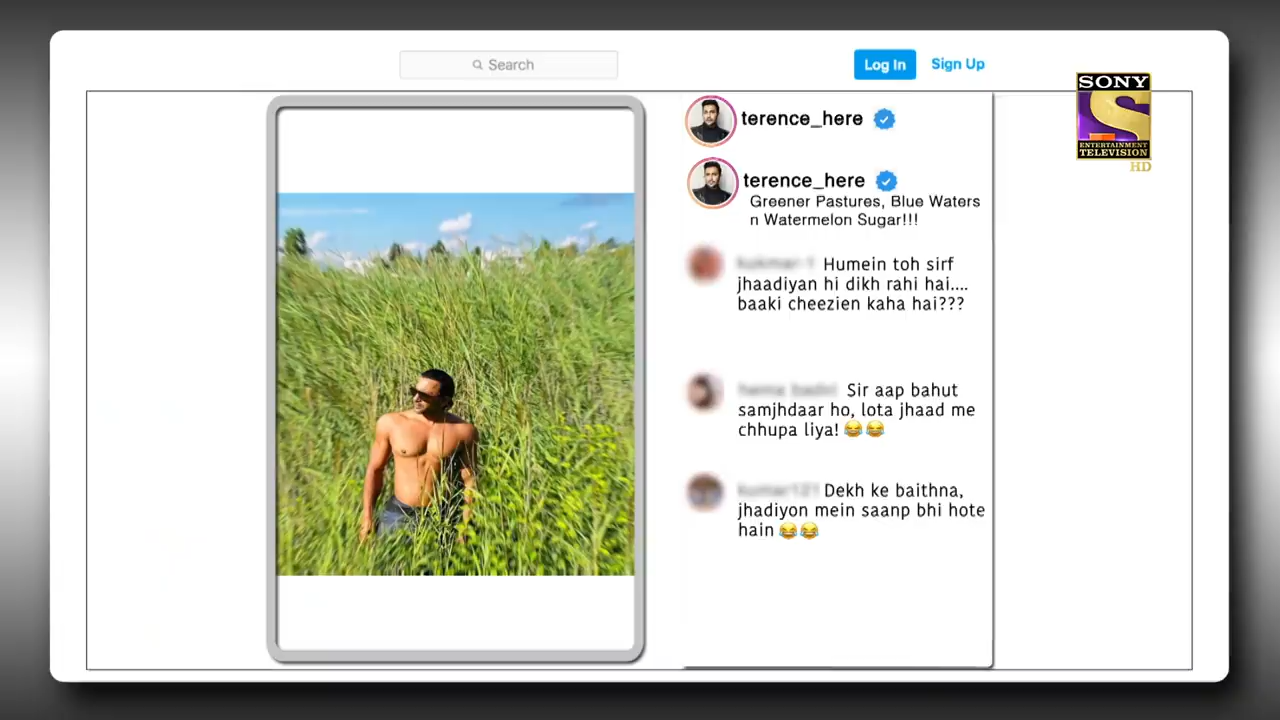 Search
Log In
Sign Up
SONY
ENTERTAINMENT
TELEVISION
HD
terence_here
terence_here
Greener Pastures, Blue Waters
n Watermelon Sugar!!!
Humein toh sirf
jhaadiyan hi dikh rahi hai....
baaki cheezien kaha hai???
Sir aap bahut
samjhdaar ho, lota jhaad me
chhupa liya! 😂 😂
Dekh ke baithna,
jhadiyon mein saanp bhi hote
hain 😂 😂